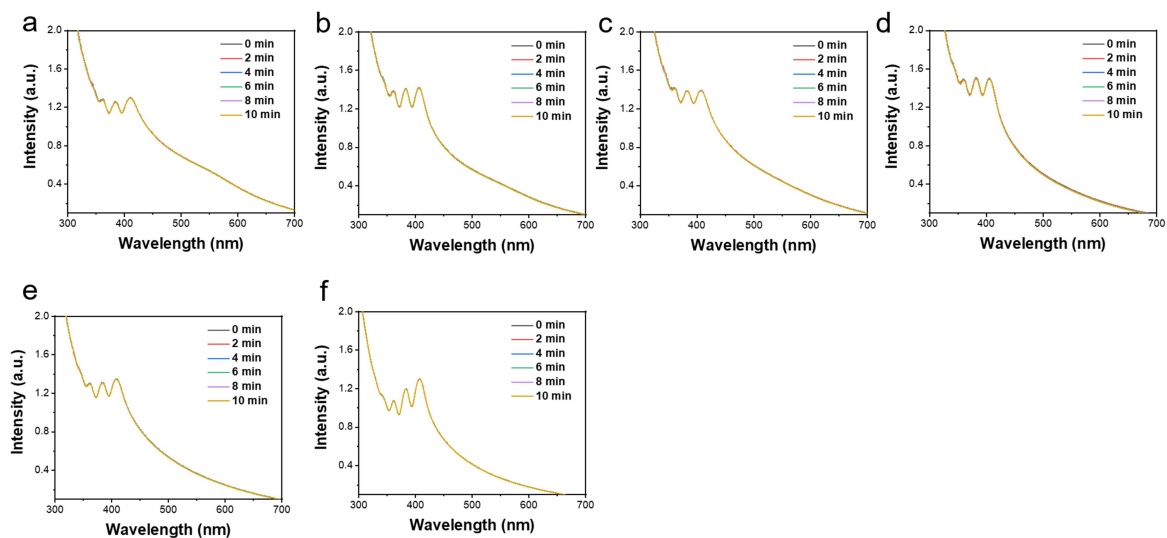 a
2.0
1.6
1.2
0.8
0.4
Intensity (a.u.)
0 min
2 min
4 min
6 min
8 min
10 min
300 400 500 600 700
Wavelength (nm)
b
2.0
1.6
1.2
0.8
0.4
Intensity (a.u.)
0 min
2 min
4 min
6 min
8 min
10 min
300 400 500 600 700
Wavelength (nm)
c
2.0
1.6
1.2
0.8
0.4
Intensity (a.u.)
0 min
2 min
4 min
6 min
8 min
10 min
300 400 500 600 700
Wavelength (nm)
d
2.0
1.6
1.2
0.8
0.4
Intensity (a.u.)
0 min
2 min
4 min
6 min
8 min
10 min
300 400 500 600 700
Wavelength (nm)
e
2.0
1.6
1.2
0.8
0.4
Intensity (a.u.)
0 min
2 min
4 min
6 min
8 min
10 min
300 400 500 600 700
Wavelength (nm)
f
2.0
1.6
1.2
0.8
0.4
Intensity (a.u.)
0 min
2 min
4 min
6 min
8 min
10 min
300 400 500 600 700
Wavelength (nm)